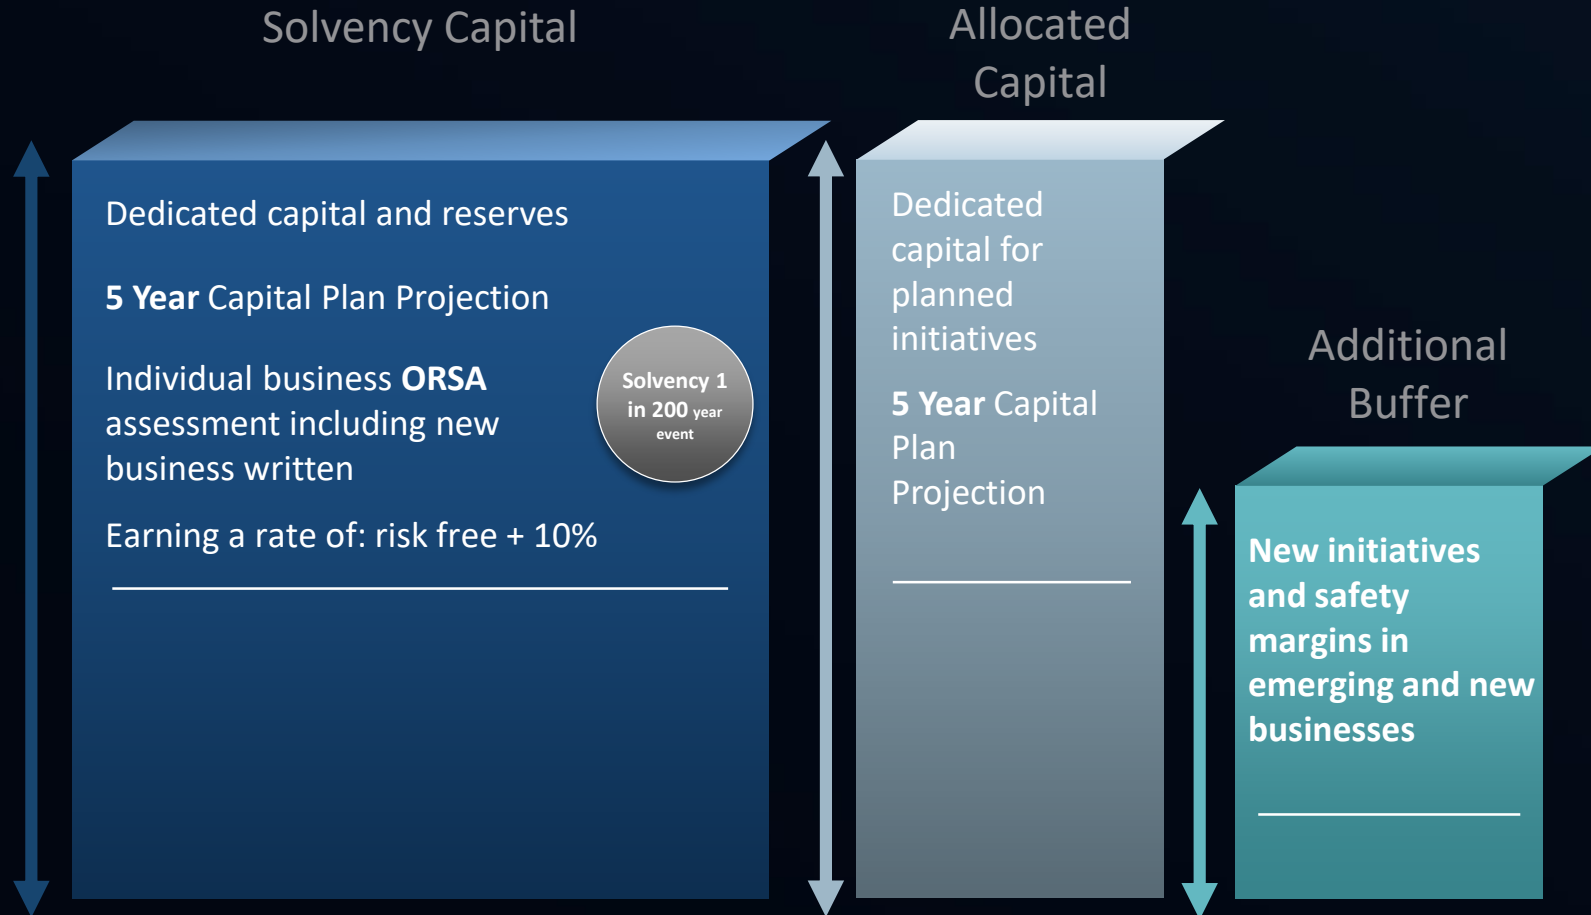 Solvency Capital
Dedicated capital and reserves
5 Year Capital Plan Projection
Individual business ORSA
assessment including new
business written
Earning a rate of: risk free + 10%
Solvency 1
in 200 year
event
Allocated
Capital
Dedicated
capital for
planned
initiatives
5 Year Capital
Plan
Projection
Additional
Buffer
New initiatives
and safety
margins in
emerging and new
businesses